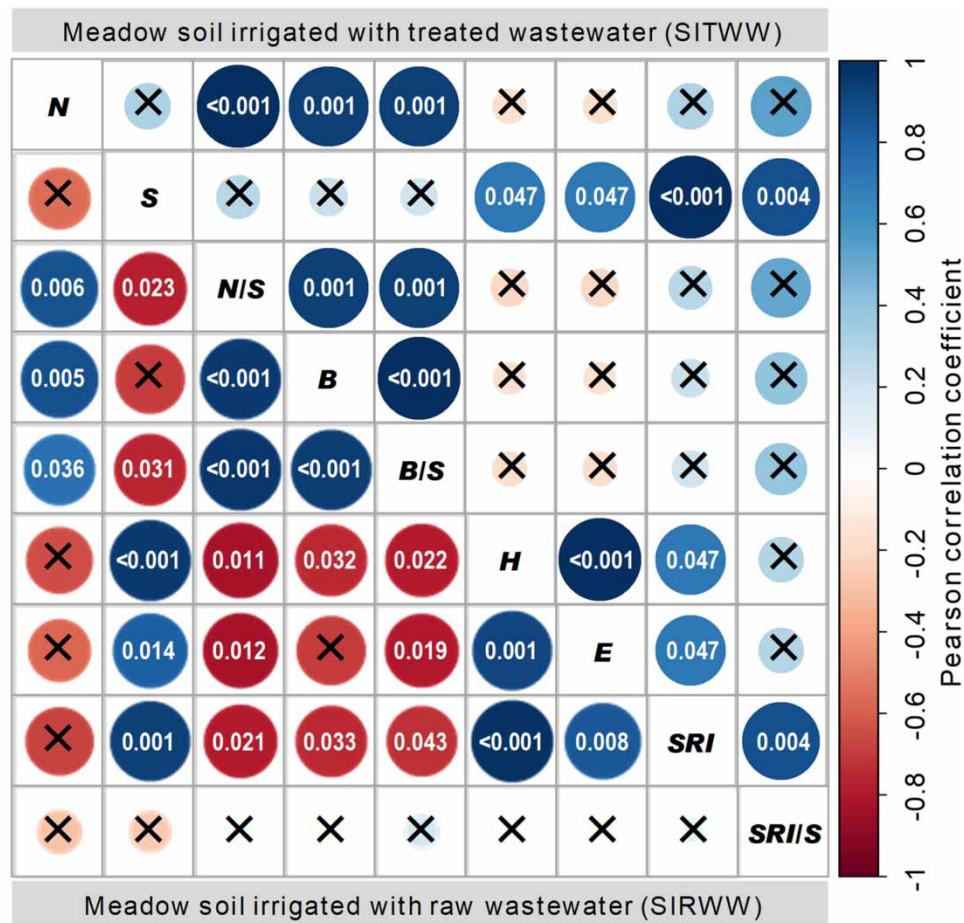 Meadow soil irrigated with treated wastewater (SITWW)
N <0.001 0.001 0.001
S 0.047 0.047 <0.001 0.004
0.006 0.023 N/S 0.001 0.001
0.005 <0.001 B <0.001
0.036 0.031 <0.001 <0.001 B/S
<0.001 0.011 0.032 0.022 H <0.001 0.047
0.014 0.012 0.019 0.001 E 0.047
0.001 0.021 0.033 0.043 <0.001 0.008 SRI 0.004
SRI/S
Meadow soil irrigated with raw wastewater (SIRWW)
1
0.8
0.6
0.4
0.2
0
-0.2
-0.4
-0.6
-0.8
-1
Pearson correlation coefficient